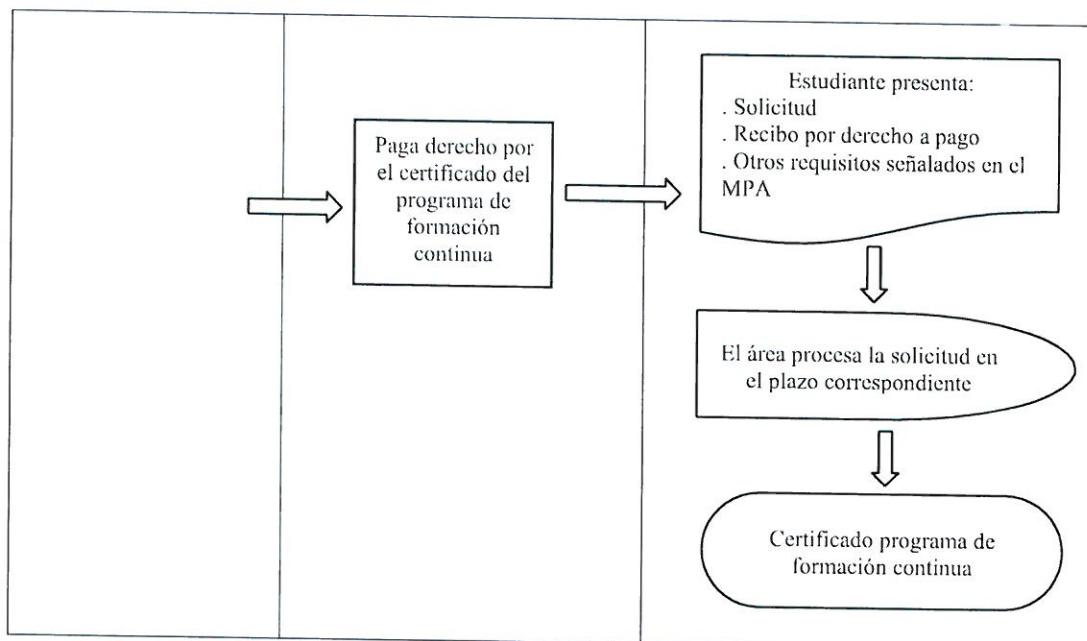 Paga derecho por
el certificado del
programa de
formación
continua
Estudiante presenta:
. Solicitud
. Recibo por derecho a pago
. Otros requisitos señalados en el
MPA
El área procesa la solicitud en
el plazo correspondiente
Certificado programa de
formación continua